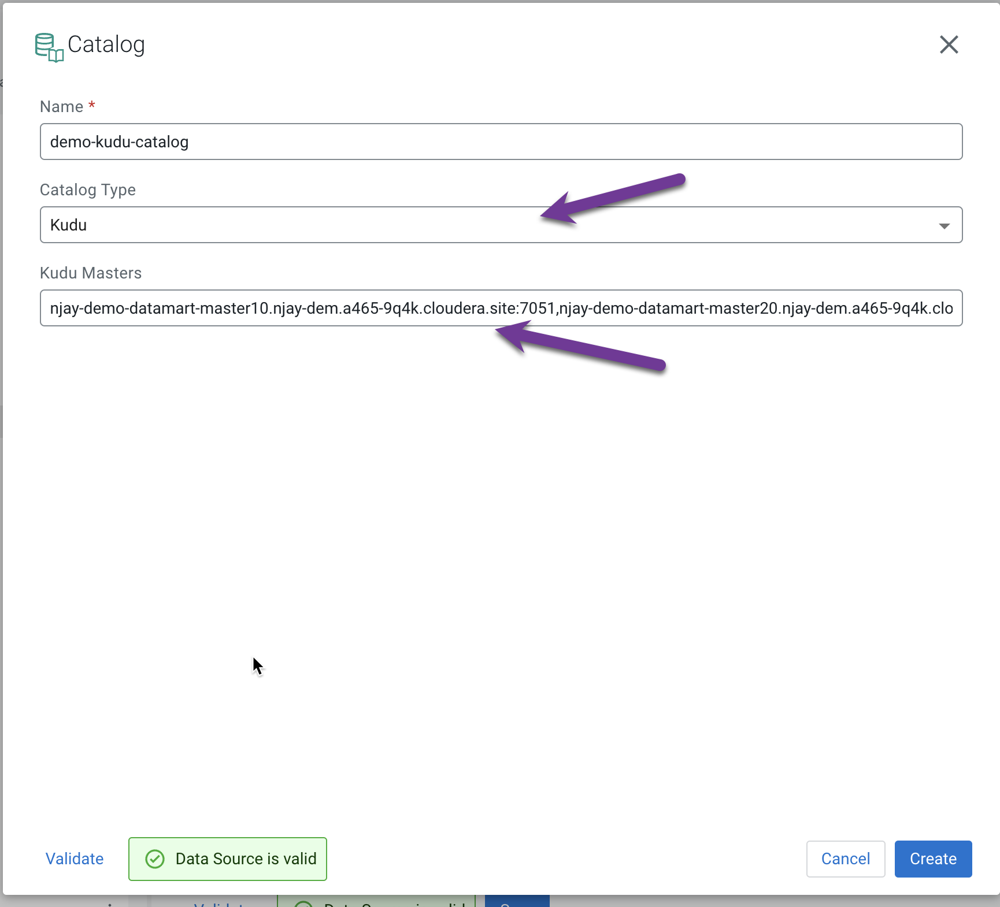 Catalog
Name *
demo-kudu-catalog
Catalog Type
Kudu
Kudu Masters
njay-demo-datamart-master10.njay-dem.a465-9q4k.cloudera.site:7051,njay-demo-datamart-master20.njay-dem.a465-9q4k.clo
Validate
Data Source is valid
Cancel
Create